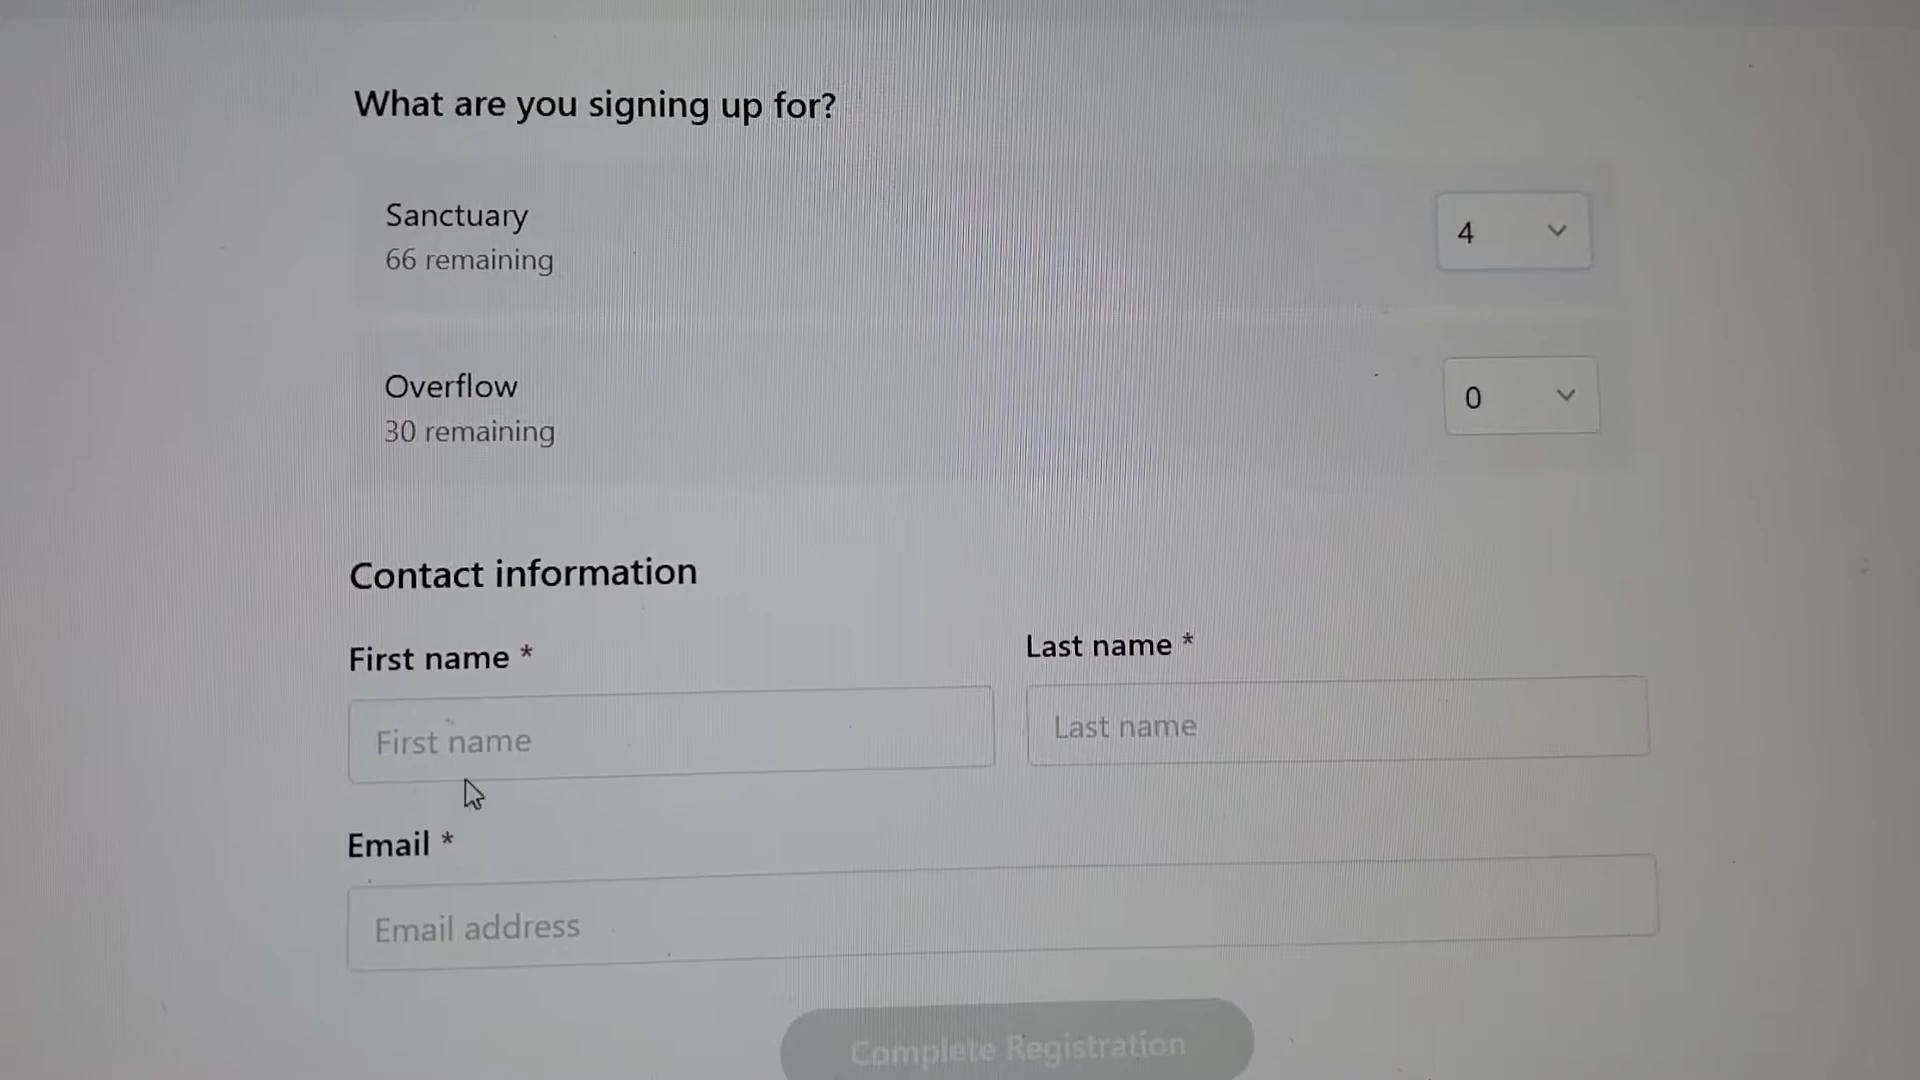 What are you signing up for?
Sanctuary
66 remaining
4
Overflow
30 remaining
0
Contact information
First name *
Last name *
First name
Last name
Email *
Email address
Complete Registration